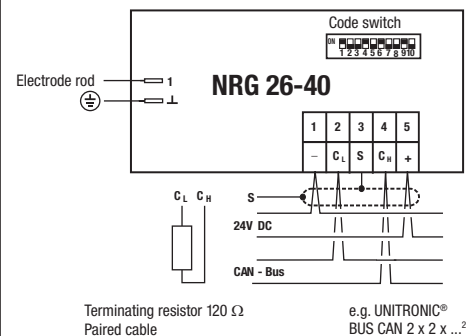 Code switch
ON
1 2 3 4 5 6 7 8 9 10
Electrode rod
1
⊥
NRG 26-40
1 2 3 4 5
– CL S CH +
CL CH
S
24V DC
CAN - Bus
Terminating resistor 120 Ω
Paired cable
e.g. UNITRONIC®
BUS CAN 2 x 2 x ...²